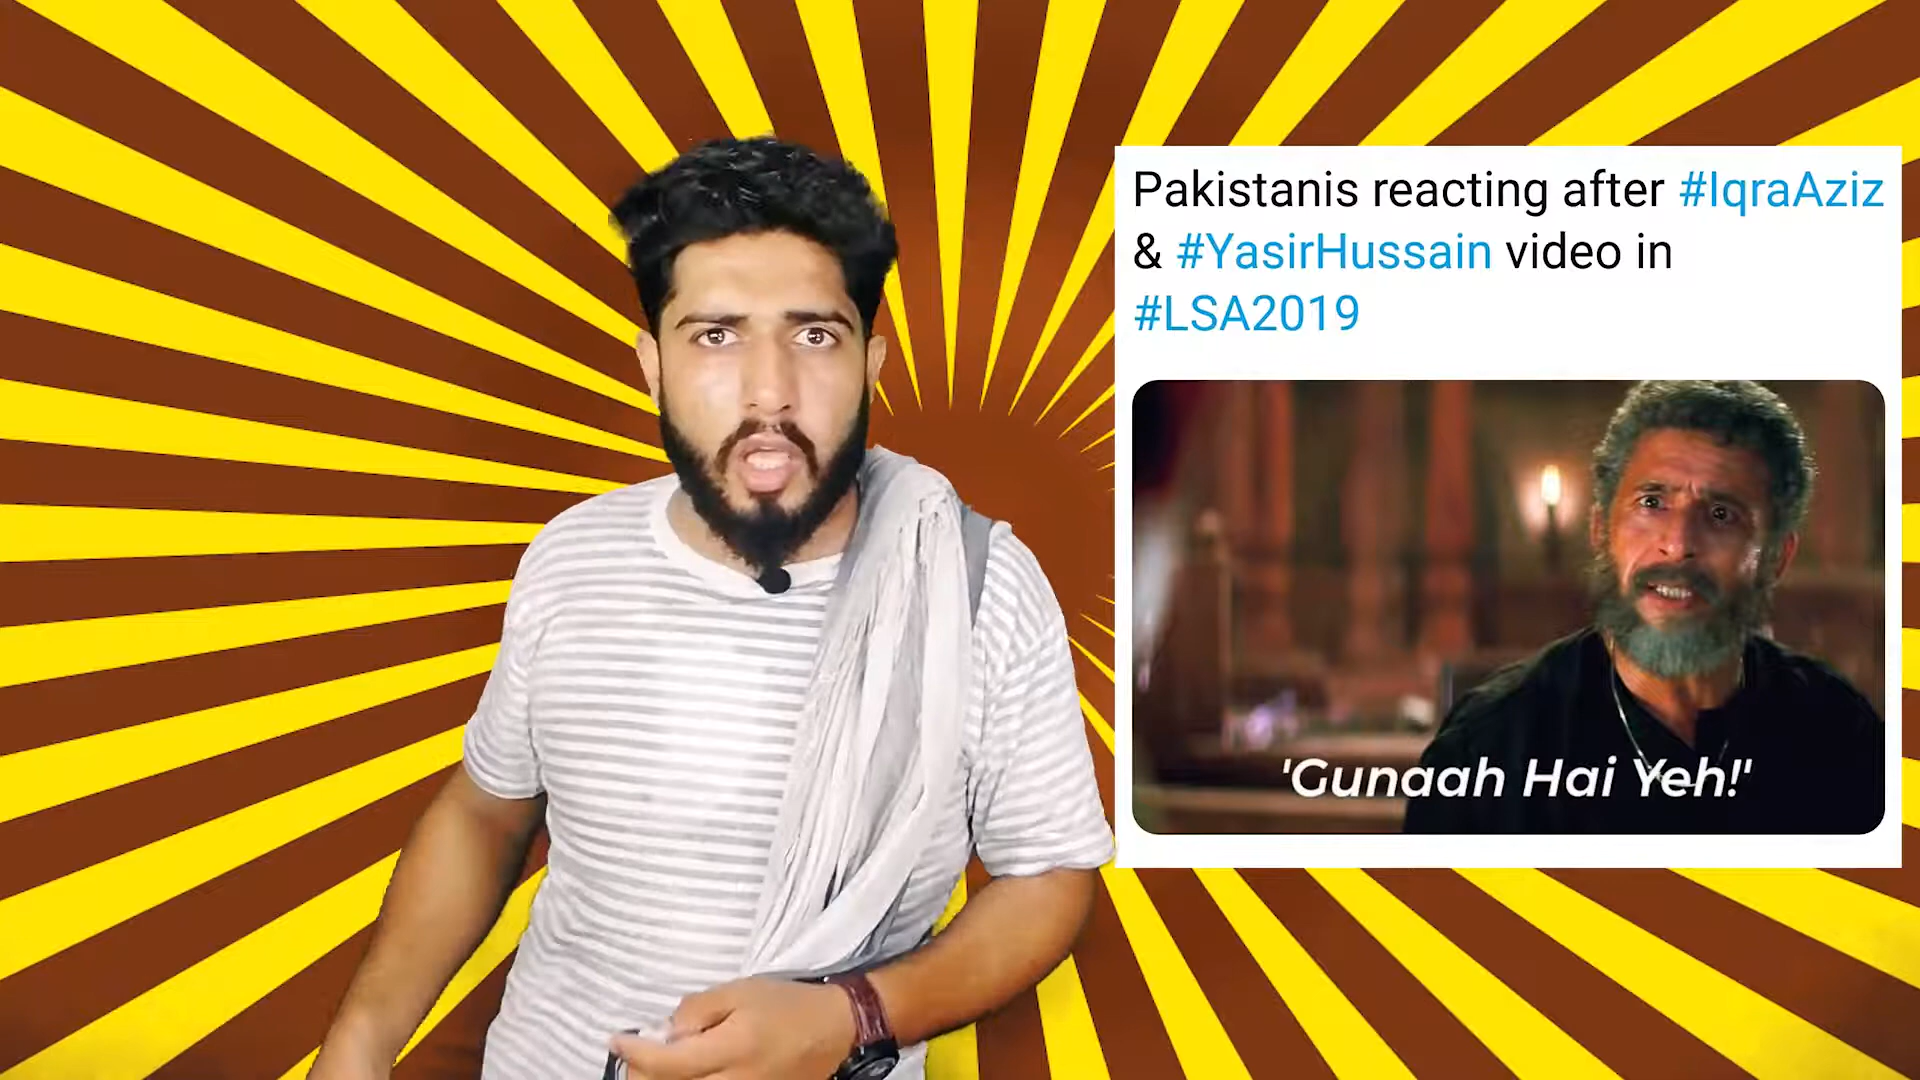 Pakistanis reacting after #IqraAziz
& #YasirHussain video in
#LSA2019
'Gunaah Hai Yeh!'